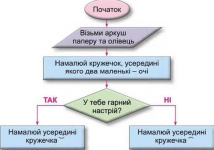 Початок
Візьми аркуш
паперу та олівець
Намалюй кружечок, усередині
якого два маленькі – очі
У тебе гарний
настрій?
ТАК
НІ
Намалюй усередині
кружечка
Намалюй усередині
кружечка